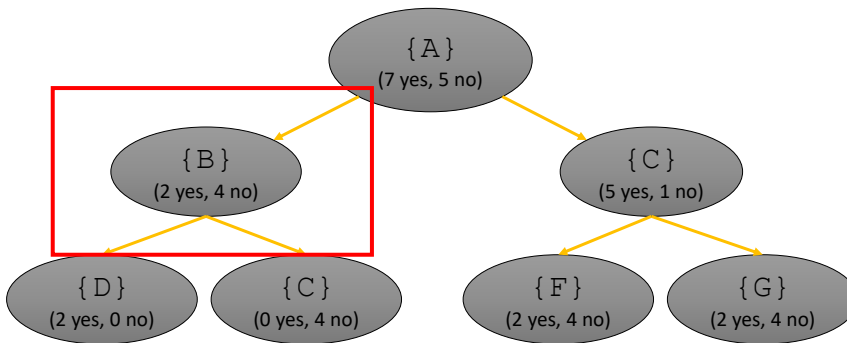 {A}
(7 yes, 5 no)
{B}
(2 yes, 4 no)
{C}
(5 yes, 1 no)
{D}
(2 yes, 0 no)
{C}
(0 yes, 4 no)
{F}
(2 yes, 4 no)
{G}
(2 yes, 4 no)